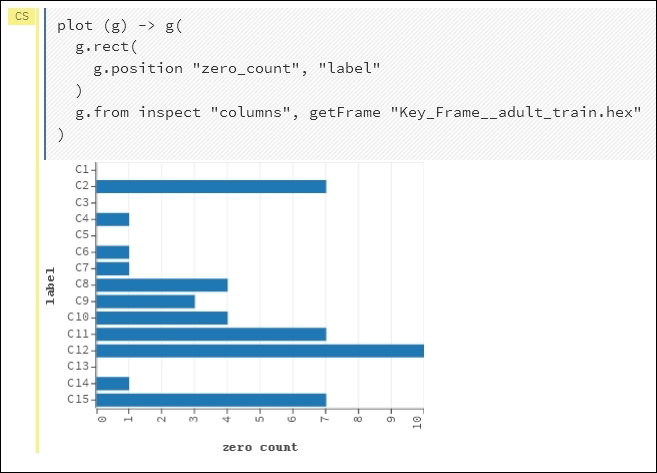 CS
plot (g) -> g(
g.rect(
g.position "zero_count", "label"
)
g.from inspect "columns", getFrame "Key_Frame__adult_train.hex"
)
C1
C2
C3
C4
C5
C6
C7
C8
C9
C10
C11
C12
C13
C14
C15
label
0 1 2 3 4 5 6 7 8 9 10
zero count